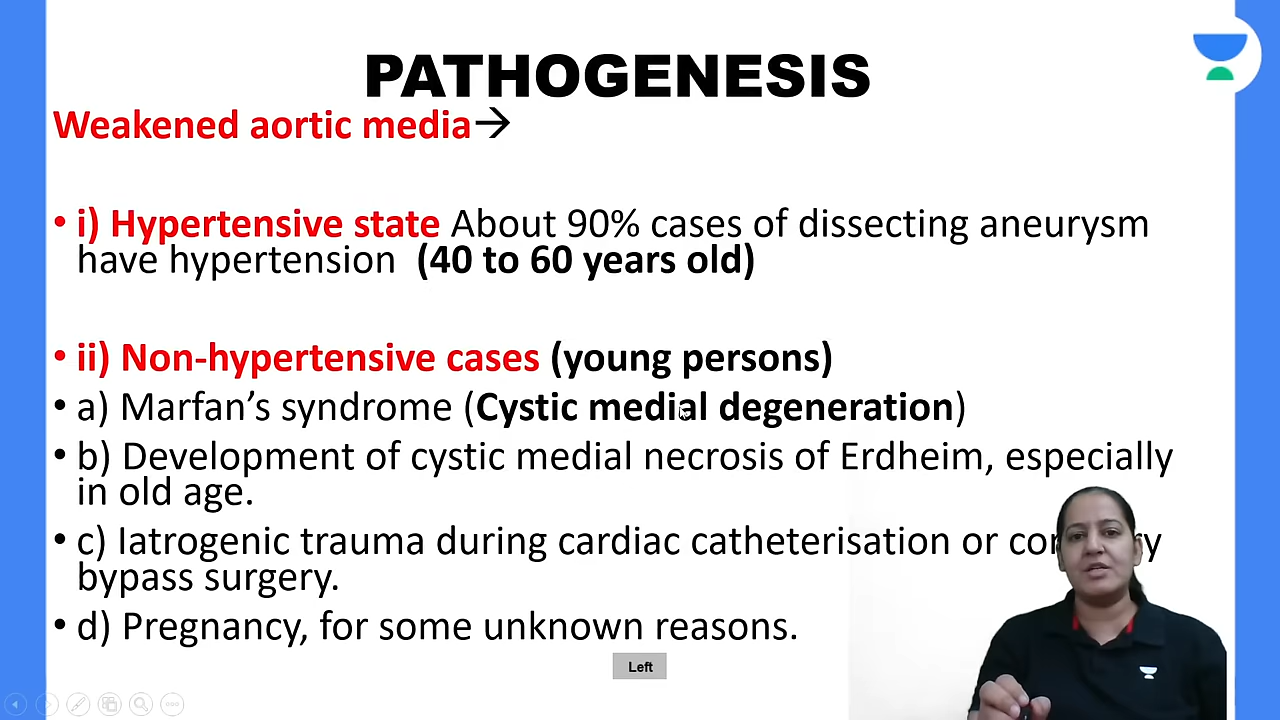 PATHOGENESIS
Weakened aortic media→
• i) Hypertensive state About 90% cases of dissecting aneurysm
have hypertension (40 to 60 years old)
• ii) Non-hypertensive cases (young persons)
• a) Marfan’s syndrome (Cystic medial degeneration)
• b) Development of cystic medial necrosis of Erdheim, especially
in old age.
• c) Iatrogenic trauma during cardiac catheterisation or
bypass surgery.
• d) Pregnancy, for some unknown reasons.
Left